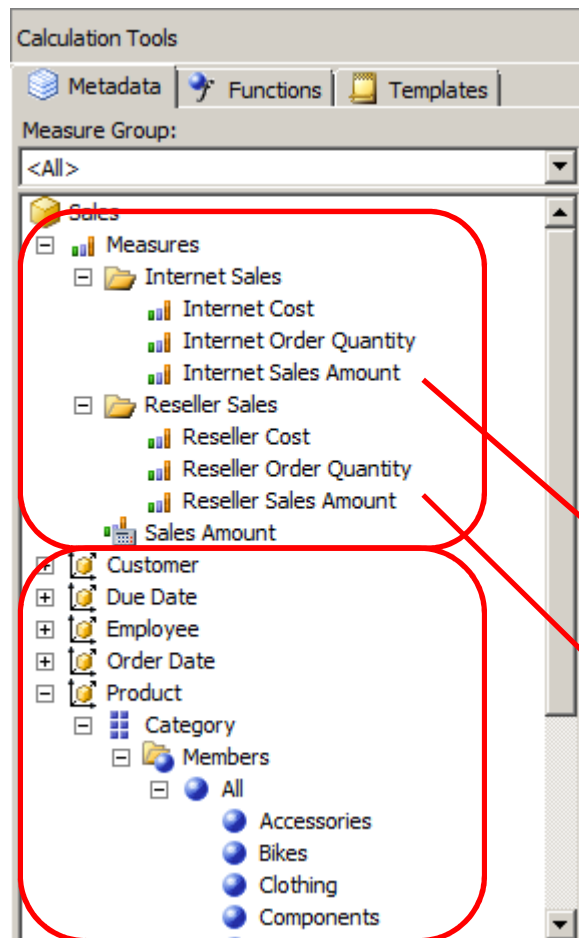 Calculation Tools
Metadata Functions Templates
Measure Group:
<All>
Sales
Measures
Internet Sales
Internet Cost
Internet Order Quantity
Internet Sales Amount
Reseller Sales
Reseller Cost
Reseller Order Quantity
Reseller Sales Amount
Sales Amount
Customer
Due Date
Employee
Order Date
Product
Category
Members
All
Accessories
Bikes
Clothing
Components